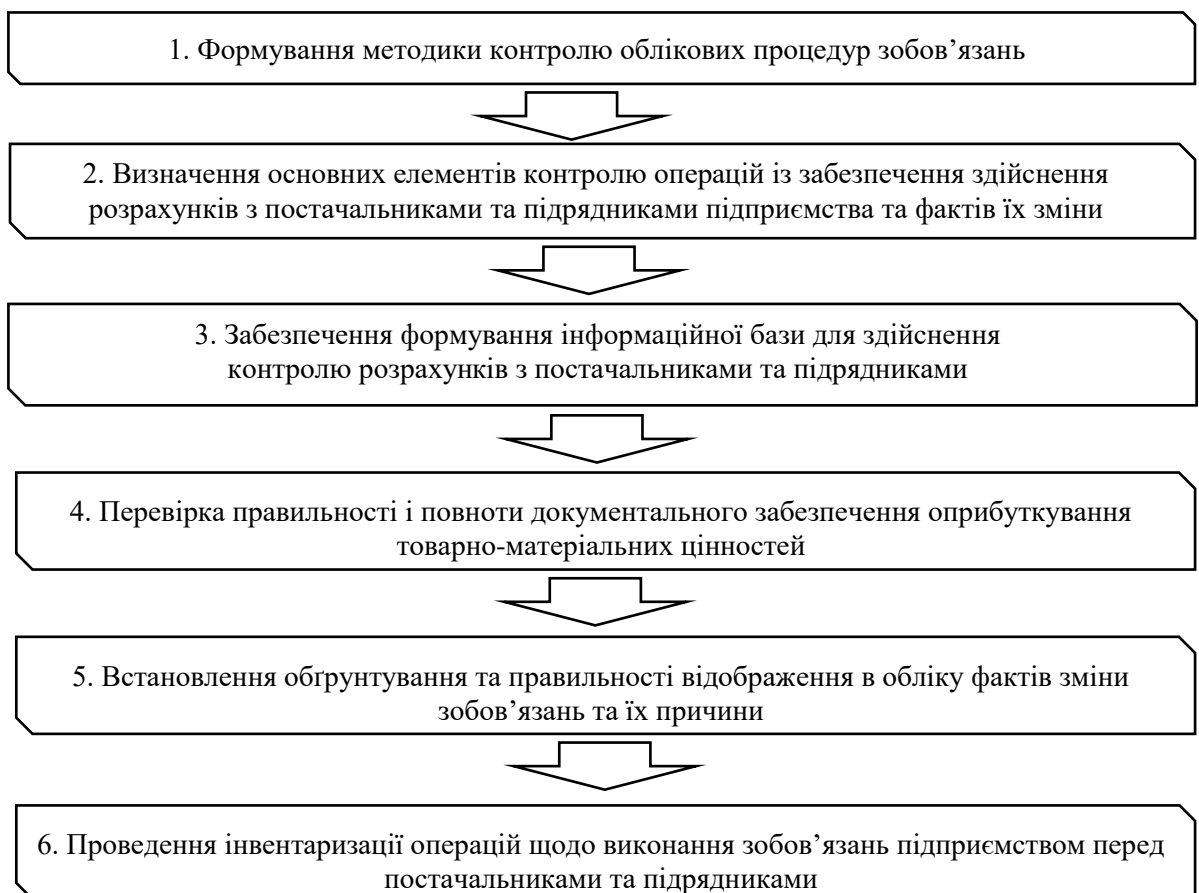 1. Формування методики контролю облікових процедур зобов’язань
2. Визначення основних елементів контролю операцій із забезпечення здійснення
розрахунків з постачальниками та підрядниками підприємства та фактів їх зміни
3. Забезпечення формування інформаційної бази для здійснення
контролю розрахунків з постачальниками та підрядниками
4. Перевірка правильності і повноти документального забезпечення оприбуткування
товарно-матеріальних цінностей
5. Встановлення обґрунтування та правильності відображення в обліку фактів зміни
зобов’язань та їх причини
6. Проведення інвентаризації операцій щодо виконання зобов’язань підприємством перед
постачальниками та підрядниками